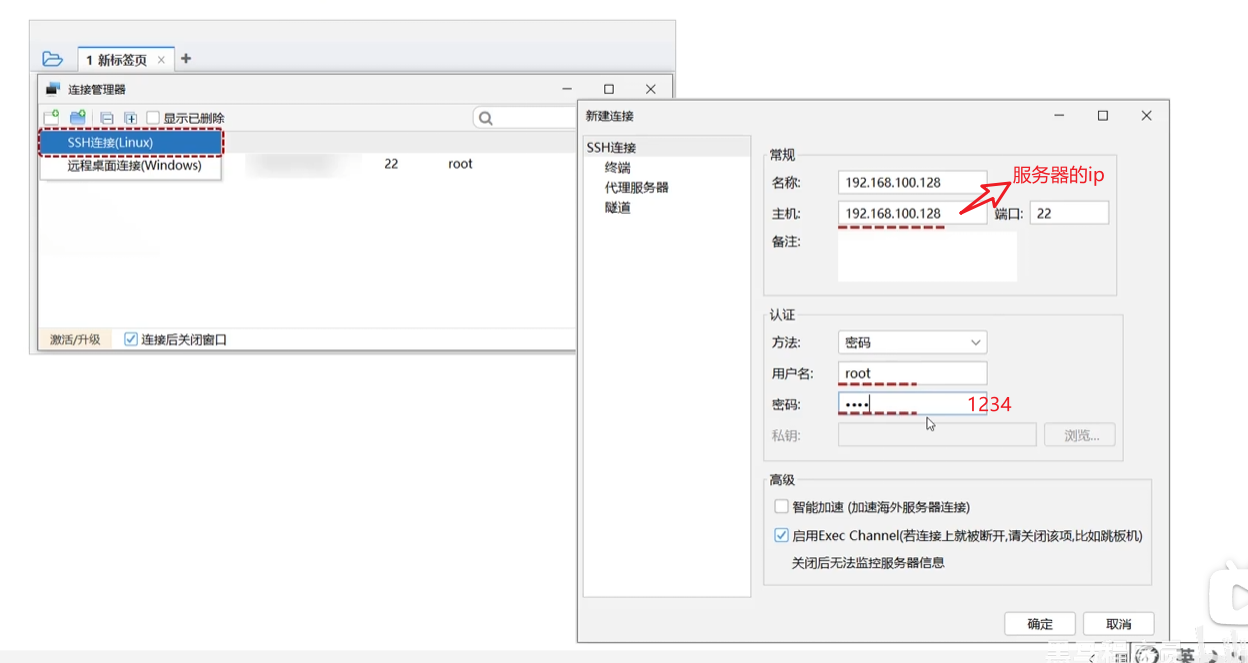 1 新标签页
连接管理器
显示已删除
SSH连接(Linux)
远程桌面连接(Windows)
22 root
激活/升级
连接后关闭窗口
新建连接
SSH连接
终端
代理服务器
隧道
常规
名称: 192.168.100.128
服务器的ip
主机: 192.168.100.128 端口: 22
备注:
认证
方法: 密码
用户名: root
密码: •••• 1234
私钥: 浏览...
高级
智能加速 (加速海外服务器连接)
启用Exec Channel(若连接上就被断开,请关闭该项,比如跳板机)
关闭后无法监控服务器信息
确定 取消
英